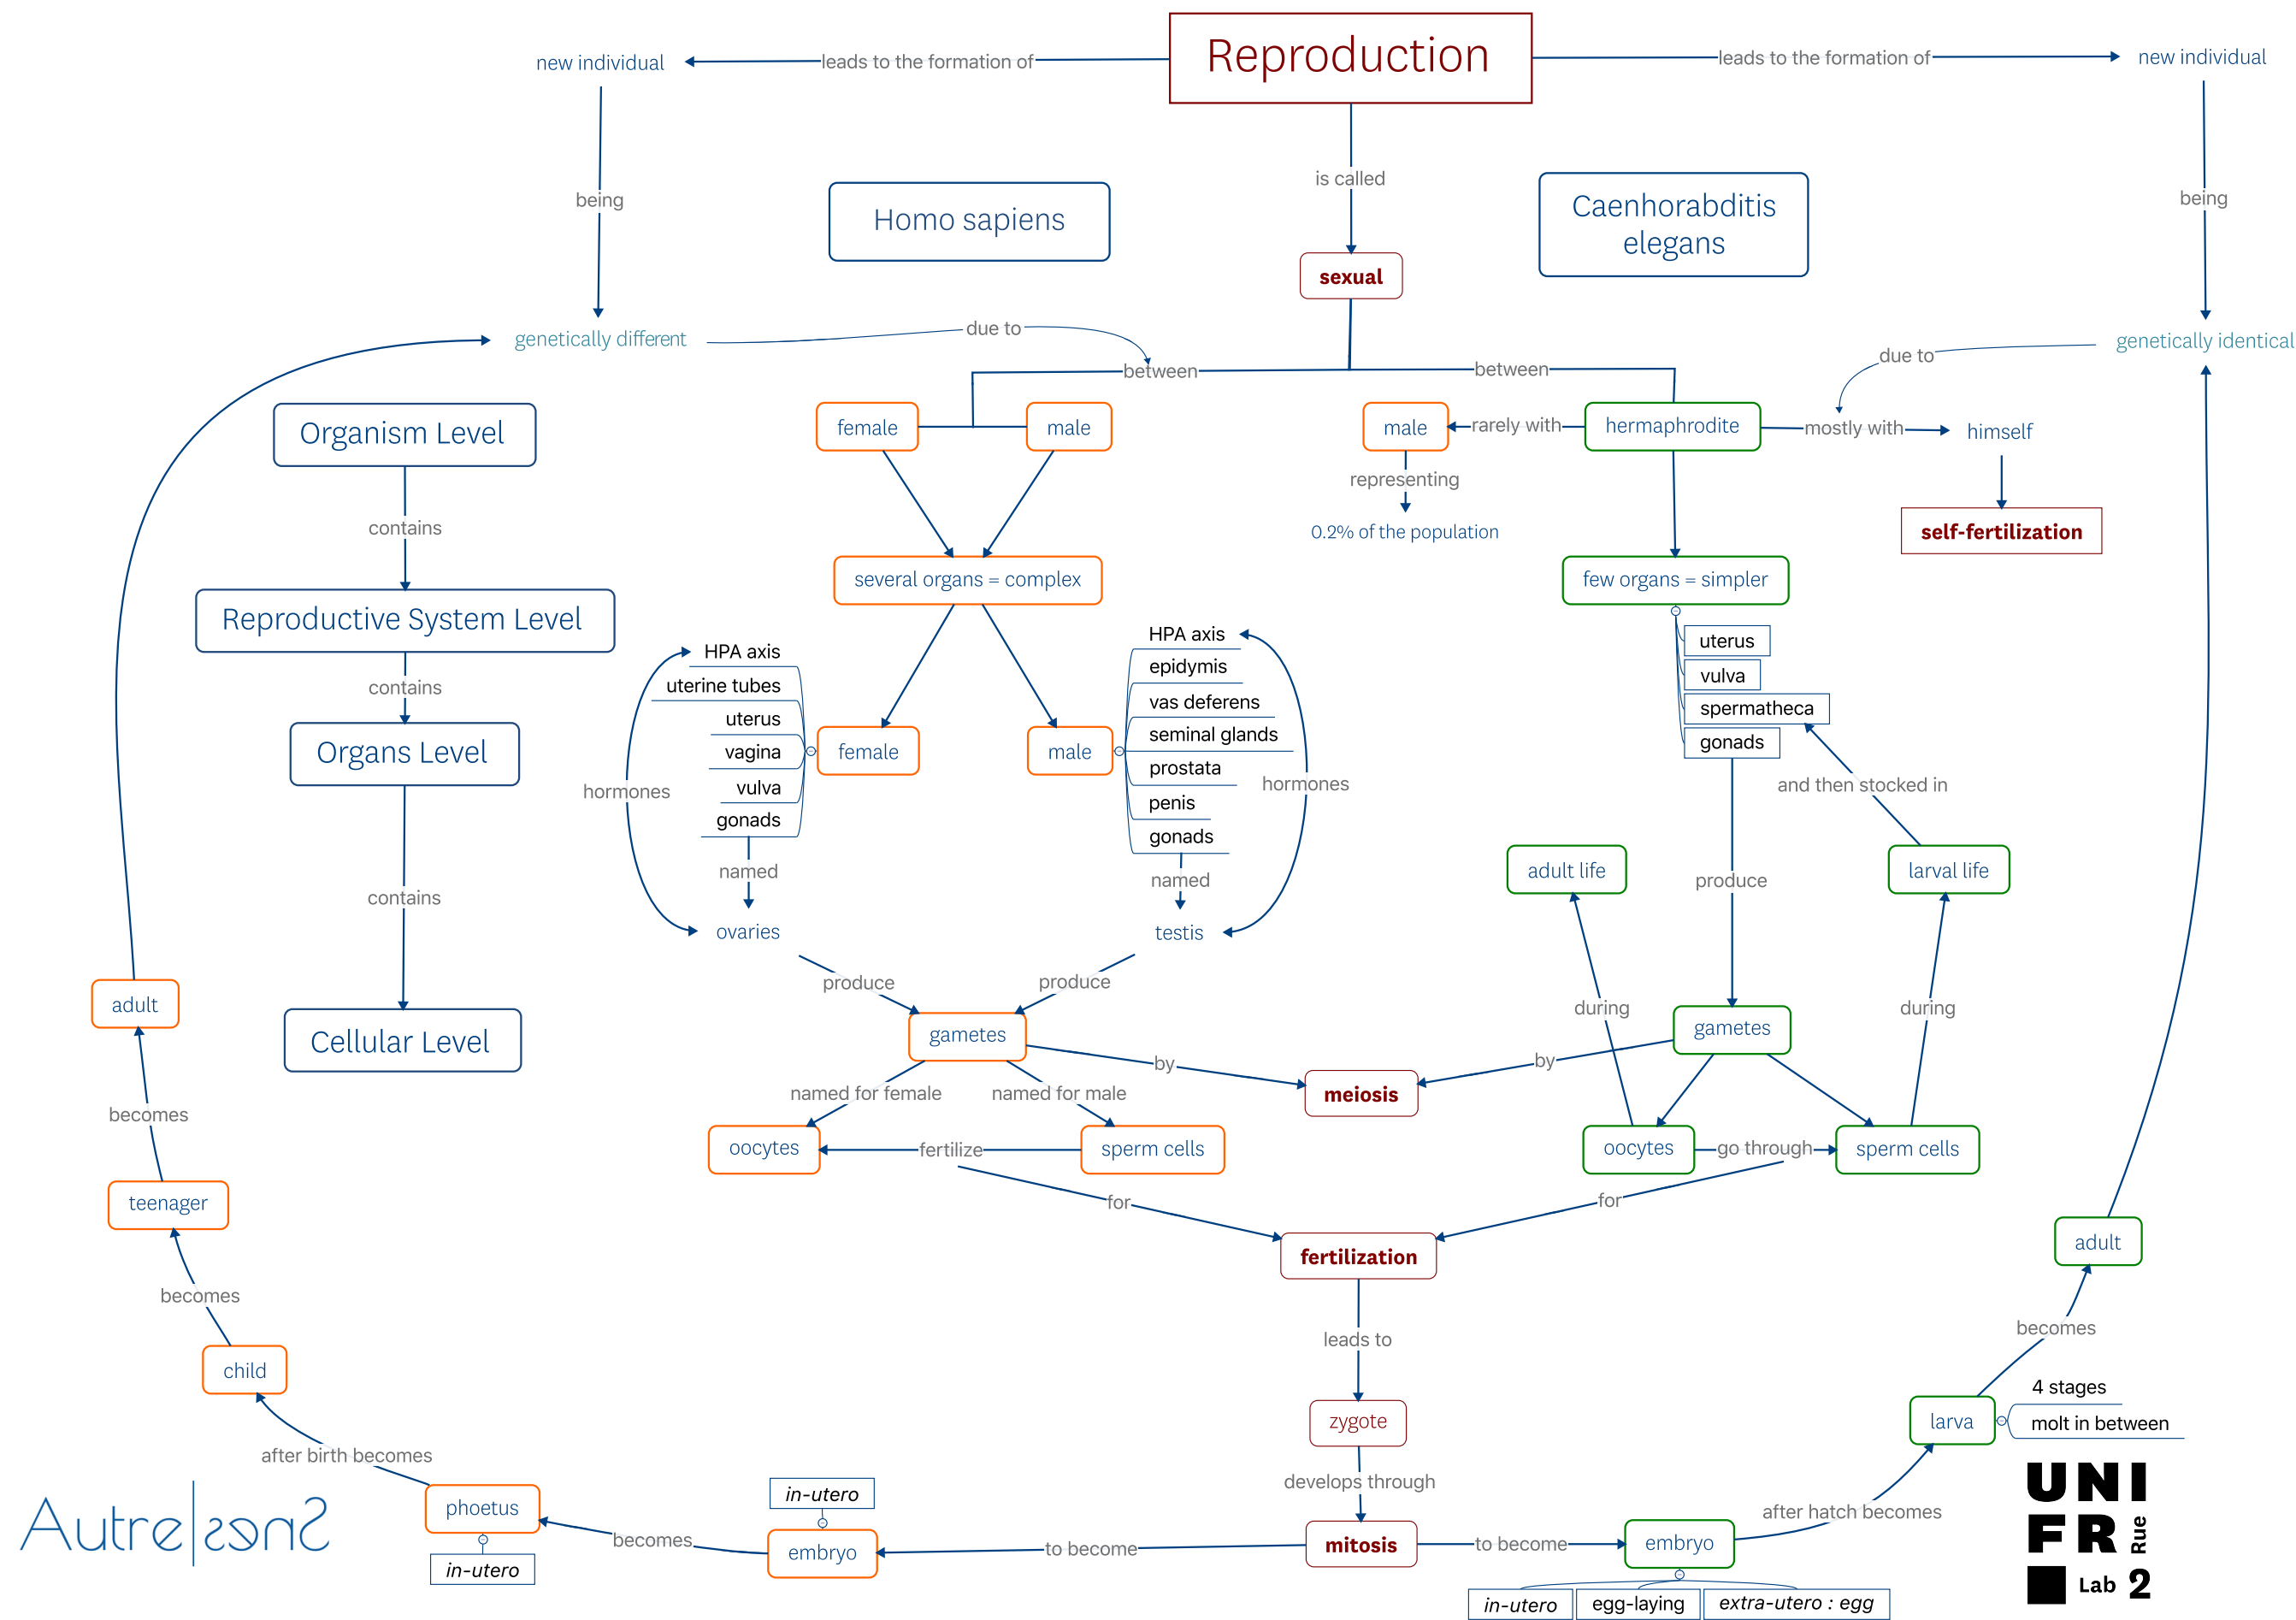 Reproduction
new individual
leads to the formation of
leads to the formation of
new individual
is called
being
being
Homo sapiens
Caenhorabditis
elegans
sexual
genetically different
due to
between
between
due to
genetically identical
Organism Level
female
male
male
rarely with
hermaphrodite
mostly with
himself
representing
0.2% of the population
self-fertilization
contains
several organs = complex
few organs = simpler
Reproductive System Level
HPA axis
uterine tubes
uterus
vagina
vulva
gonads
female
male
HPA axis
epidymis
vas deferens
seminal glands
prostata
penis
gonads
uterus
vulva
spermatheca
gonads
contains
Organs Level
hormones
hormones
and then stocked in
named
named
adult life
produce
larval life
contains
ovaries
testis
produce
produce
during
during
adult
Cellular Level
gametes
gametes
by
by
meiosis
named for female
named for male
becomes
oocytes
fertilize
sperm cells
oocytes
go through
sperm cells
teenager
for
for
fertilization
adult
becomes
leads to
becomes
child
zygote
larva
4 stages
molt in between
after birth becomes
develops through
after hatch becomes
phoetus
in-utero
becomes
in-utero
embryo
to become
mitosis
to become
embryo
in-utero
egg-laying
extra-utero : egg
Autre|sens
UNI
FR
Rue
Lab 2